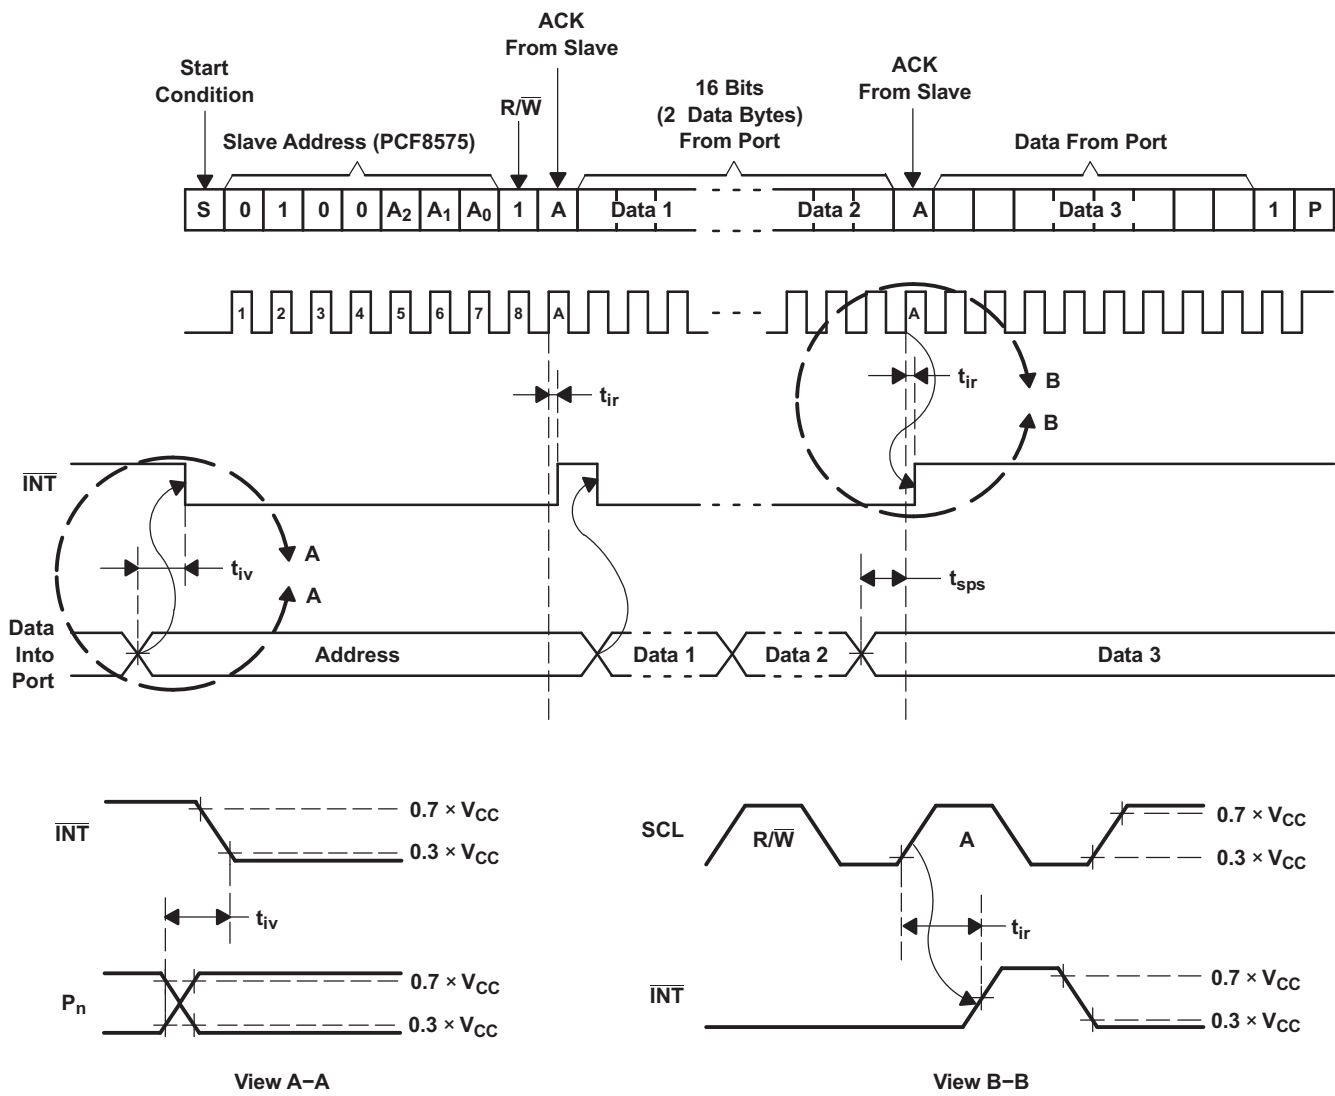 ACK
From Slave
Start
Condition
R/W̅
16 Bits
(2 Data Bytes)
From Port
ACK
From Slave
Slave Address (PCF8575)
Data From Port
S 0 1 0 0 A2 A1 A0 1 A Data 1 Data 2 A Data 3 1 P
1 2 3 4 5 6 7 8 A A
tir
tir
B
B
INT
A
tiv
A
tsps
Data
Into
Port
Address Data 1 Data 2 Data 3
INT
0.7 × VCC
0.3 × VCC
tiv
Pn
0.7 × VCC
0.3 × VCC
View A–A
SCL
R/W̅
A
0.7 × VCC
0.3 × VCC
tir
INT
0.7 × VCC
0.3 × VCC
View B–B